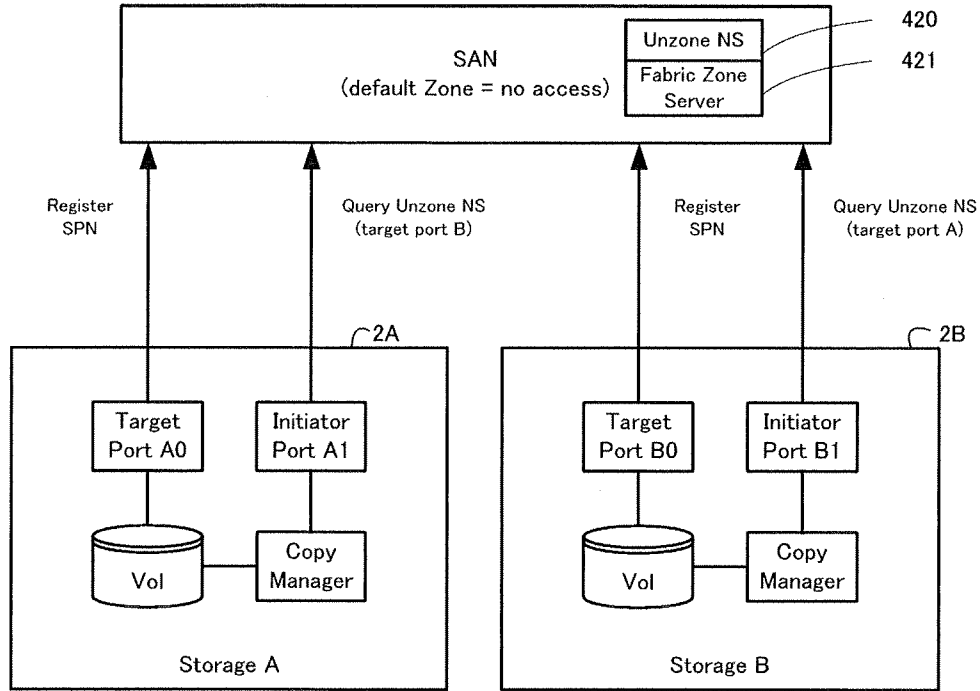 420
Unzone NS
SAN
(default Zone = no access)
421
Fabric Zone
Server
Register
SPN
Query Unzone NS
(target port B)
Register
SPN
Query Unzone NS
(target port A)
2A
2B
Target
Port A0
Initiator
Port A1
Target
Port B0
Initiator
Port B1
Vol
Copy
Manager
Vol
Copy
Manager
Storage A
Storage B